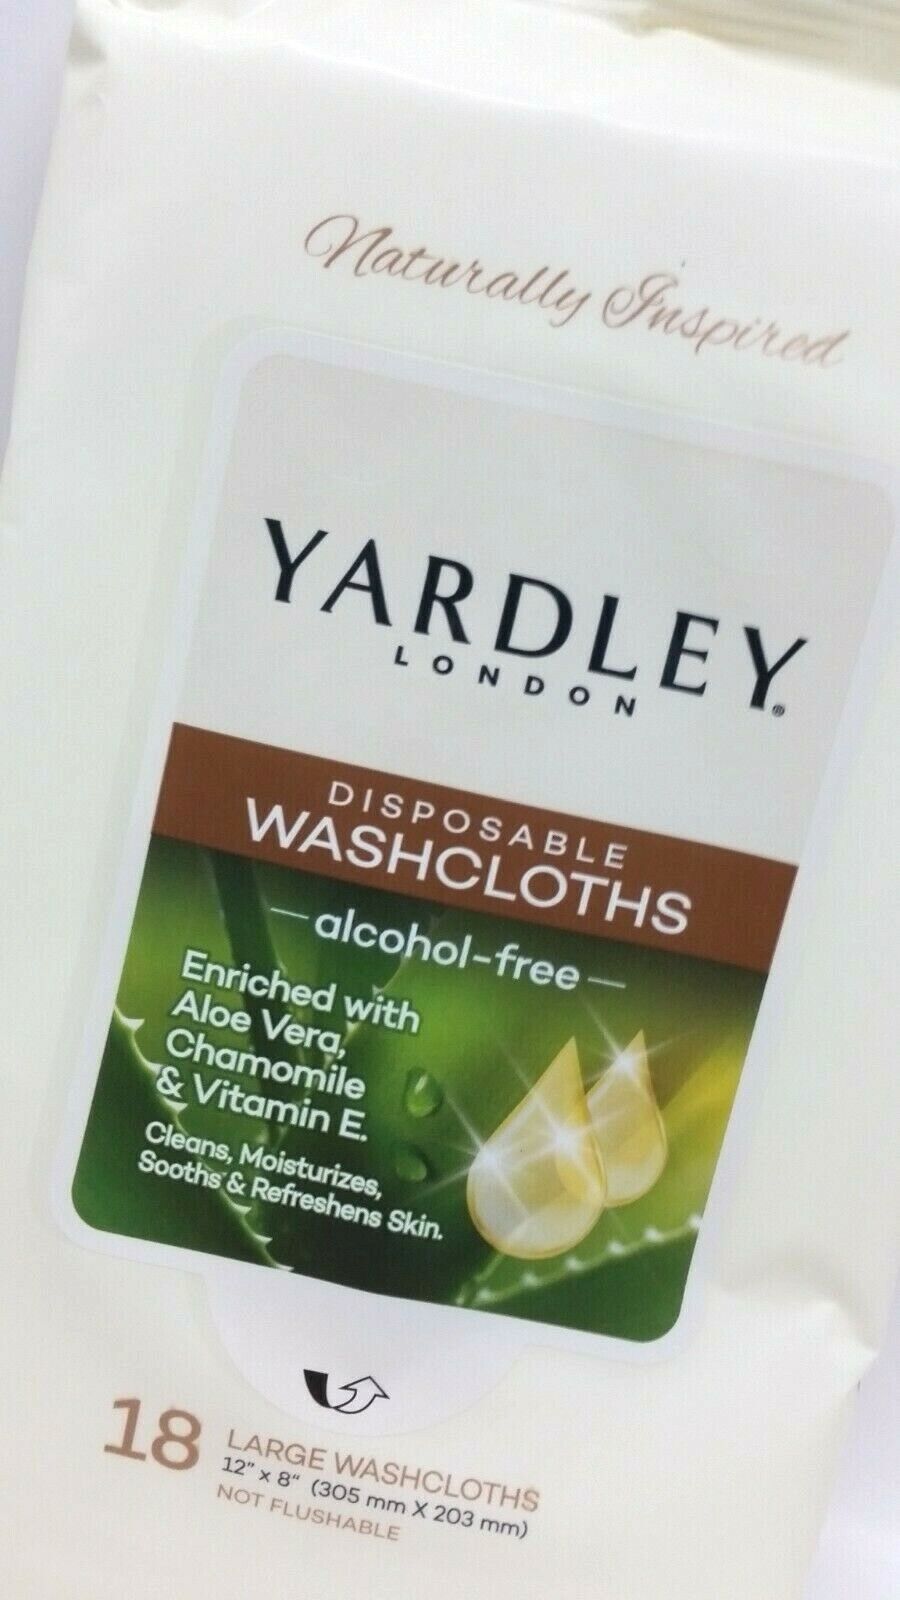 Naturally Inspired
YARDLEY®
LONDON
DISPOSABLE
WASHCLOTHS
— alcohol-free —
Enriched with
Aloe Vera,
Chamomile
& Vitamin E.
Cleans, Moisturizes,
Sooths & Refreshens Skin.
18
LARGE WASHCLOTHS
12" x 8" (305 mm X 203 mm)
NOT FLUSHABLE